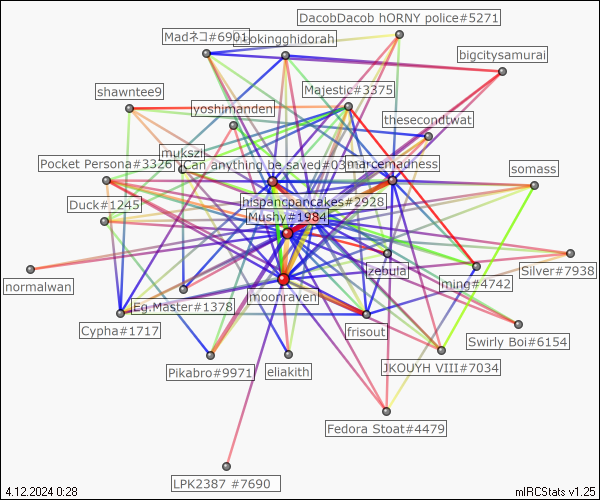 DacobDacob hORNY police#5271
Madネコ#6901
okingghidorah
bigcitysamurai
Majestic#3375
shawntee9
yoshimanden
thesecondtwat
mukszi
Pocket Persona#3326
Can anything be saved#03
marcemadness
somass
Duck#1245
hispancpancakes#2928
Mushy#1984
zebula
Silver#7938
normalwan
ming#4742
moonraven
Eg.Master#1378
Cypha#1717
frisout
Swirly Boi#6154
Pikabro#9971
eliakith
JKOUYH VIII#7034
Fedora Stoat#4479
LPK2387 #7690
4.12.2024 0:28
mIRCStats v1.25